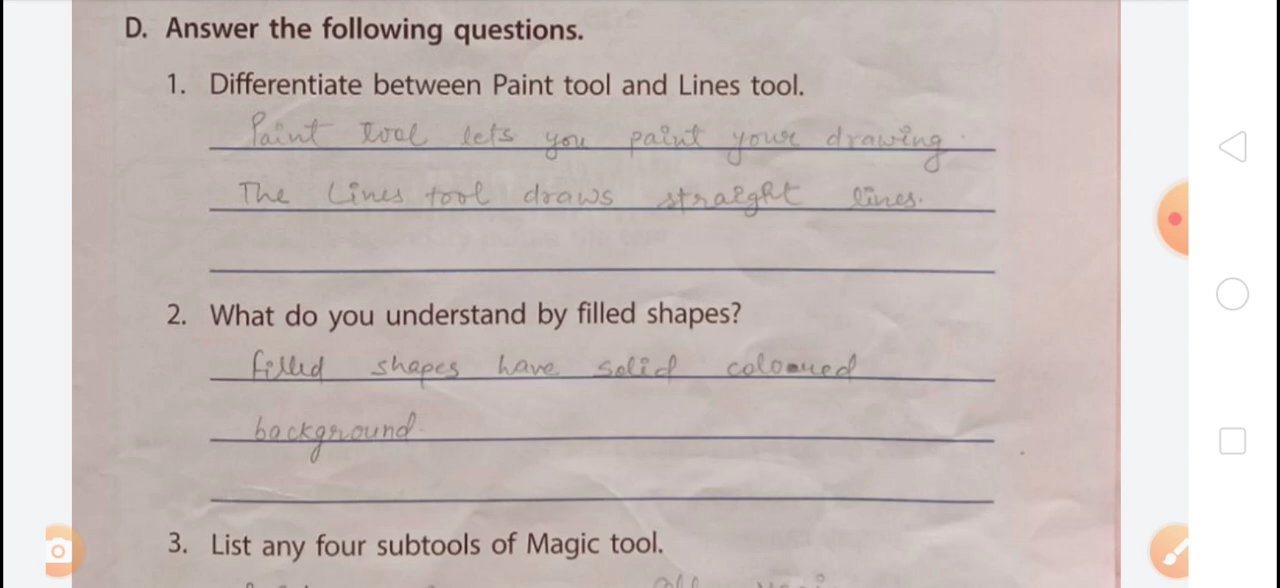 D. Answer the following questions.
1. Differentiate between Paint tool and Lines tool.
Paint tool lets you paint your drawing.
The Lines tool draws straight lines.
2. What do you understand by filled shapes?
filled shapes have solid coloured
background.
3. List any four subtools of Magic tool.